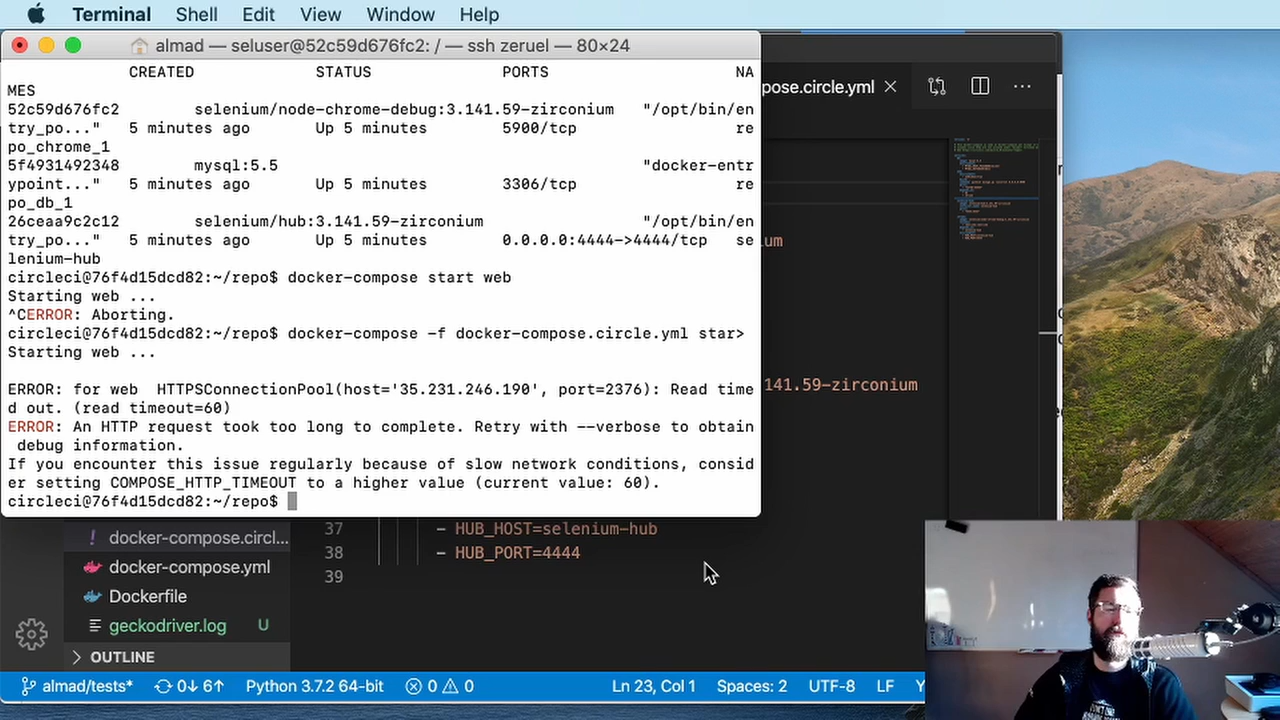 Terminal Shell Edit View Window Help
almad — seluser@52c59d676fc2: / — ssh zeruel — 80×24
CREATED STATUS PORTS NA
MES
52c59d676fc2 selenium/node-chrome-debug:3.141.59-zirconium "/opt/bin/en
try_po..." 5 minutes ago Up 5 minutes 5900/tcp re
po_chrome_1
5f4931492348 mysql:5.5 "docker-entr
ypoint..." 5 minutes ago Up 5 minutes 3306/tcp re
po_db_1
26ceaa9c2c12 selenium/hub:3.141.59-zirconium "/opt/bin/en
try_po..." 5 minutes ago Up 5 minutes 0.0.0.0:4444->4444/tcp se
lenium-hub
circleci@76f4d15dcd82:~/repo$ docker-compose start web
Starting web ...
^CERROR: Aborting.
circleci@76f4d15dcd82:~/repo$ docker-compose -f docker-compose.circle.yml star>
Starting web ...
ERROR: for web HTTPSConnectionPool(host='35.231.246.190', port=2376): Read time
d out. (read timeout=60)
ERROR: An HTTP request took too long to complete. Retry with --verbose to obtain
debug information.
If you encounter this issue regularly because of slow network conditions, consid
er setting COMPOSE_HTTP_TIMEOUT to a higher value (current value: 60).
circleci@76f4d15dcd82:~/repo$
pose.circle.yml
ium
141.59-zirconium
37 - HUB_HOST=selenium-hub
38 - HUB_PORT=4444
39
! docker-compose.circl...
docker-compose.yml
Dockerfile
geckodriver.log U
OUTLINE
almad/tests* 0↓ 6↑ Python 3.7.2 64-bit 0 0 Ln 23, Col 1 Spaces: 2 UTF-8 LF Y